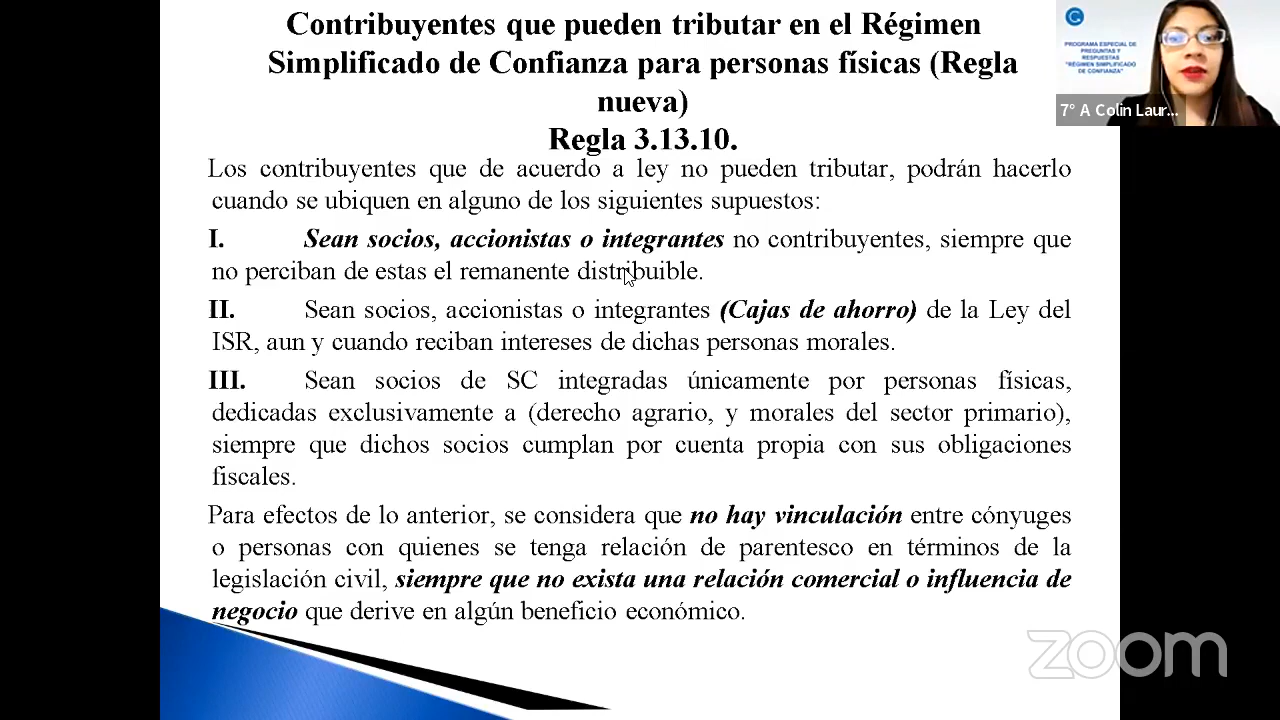 Contribuyentes que pueden tributar en el Régimen
Simplificado de Confianza para personas físicas (Regla
nueva)
Regla 3.13.10.
Los contribuyentes que de acuerdo a ley no pueden tributar, podrán hacerlo
cuando se ubiquen en alguno de los siguientes supuestos:
I. Sean socios, accionistas o integrantes no contribuyentes, siempre que
no perciban de estas el remanente distribuible.
II. Sean socios, accionistas o integrantes (Cajas de ahorro) de la Ley del
ISR, aun y cuando reciban intereses de dichas personas morales.
III. Sean socios de SC integradas únicamente por personas físicas,
dedicadas exclusivamente a (derecho agrario, y morales del sector primario),
siempre que dichos socios cumplan por cuenta propia con sus obligaciones
fiscales.
Para efectos de lo anterior, se considera que no hay vinculación entre cónyuges
o personas con quienes se tenga relación de parentesco en términos de la
legislación civil, siempre que no exista una relación comercial o influencia de
negocio que derive en algún beneficio económico.
PROGRAMA ESPECIAL DE
PREGUNTAS Y
RESPUESTAS
"RÉGIMEN SIMPLIFICADO
DE CONFIANZA"
7° A Colin Laur...
zoom